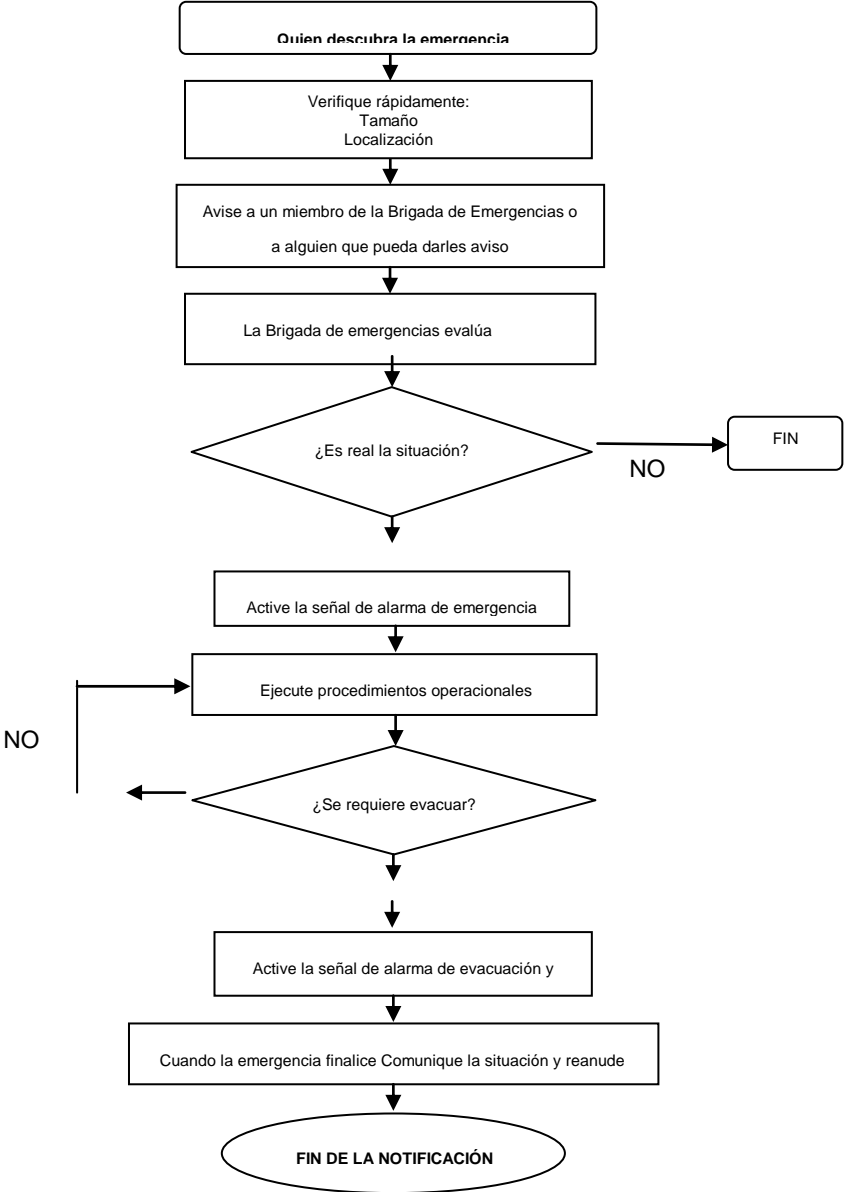 Quien descubra la emergencia
Verifique rápidamente:
Tamaño
Localización
Avise a un miembro de la Brigada de Emergencias o
a alguien que pueda darles aviso
La Brigada de emergencias evalúa
¿Es real la situación?
FIN
NO
Active la señal de alarma de emergencia
Ejecute procedimientos operacionales
NO
¿Se requiere evacuar?
Active la señal de alarma de evacuación y
Cuando la emergencia finalice Comunique la situación y reanude
FIN DE LA NOTIFICACIÓN